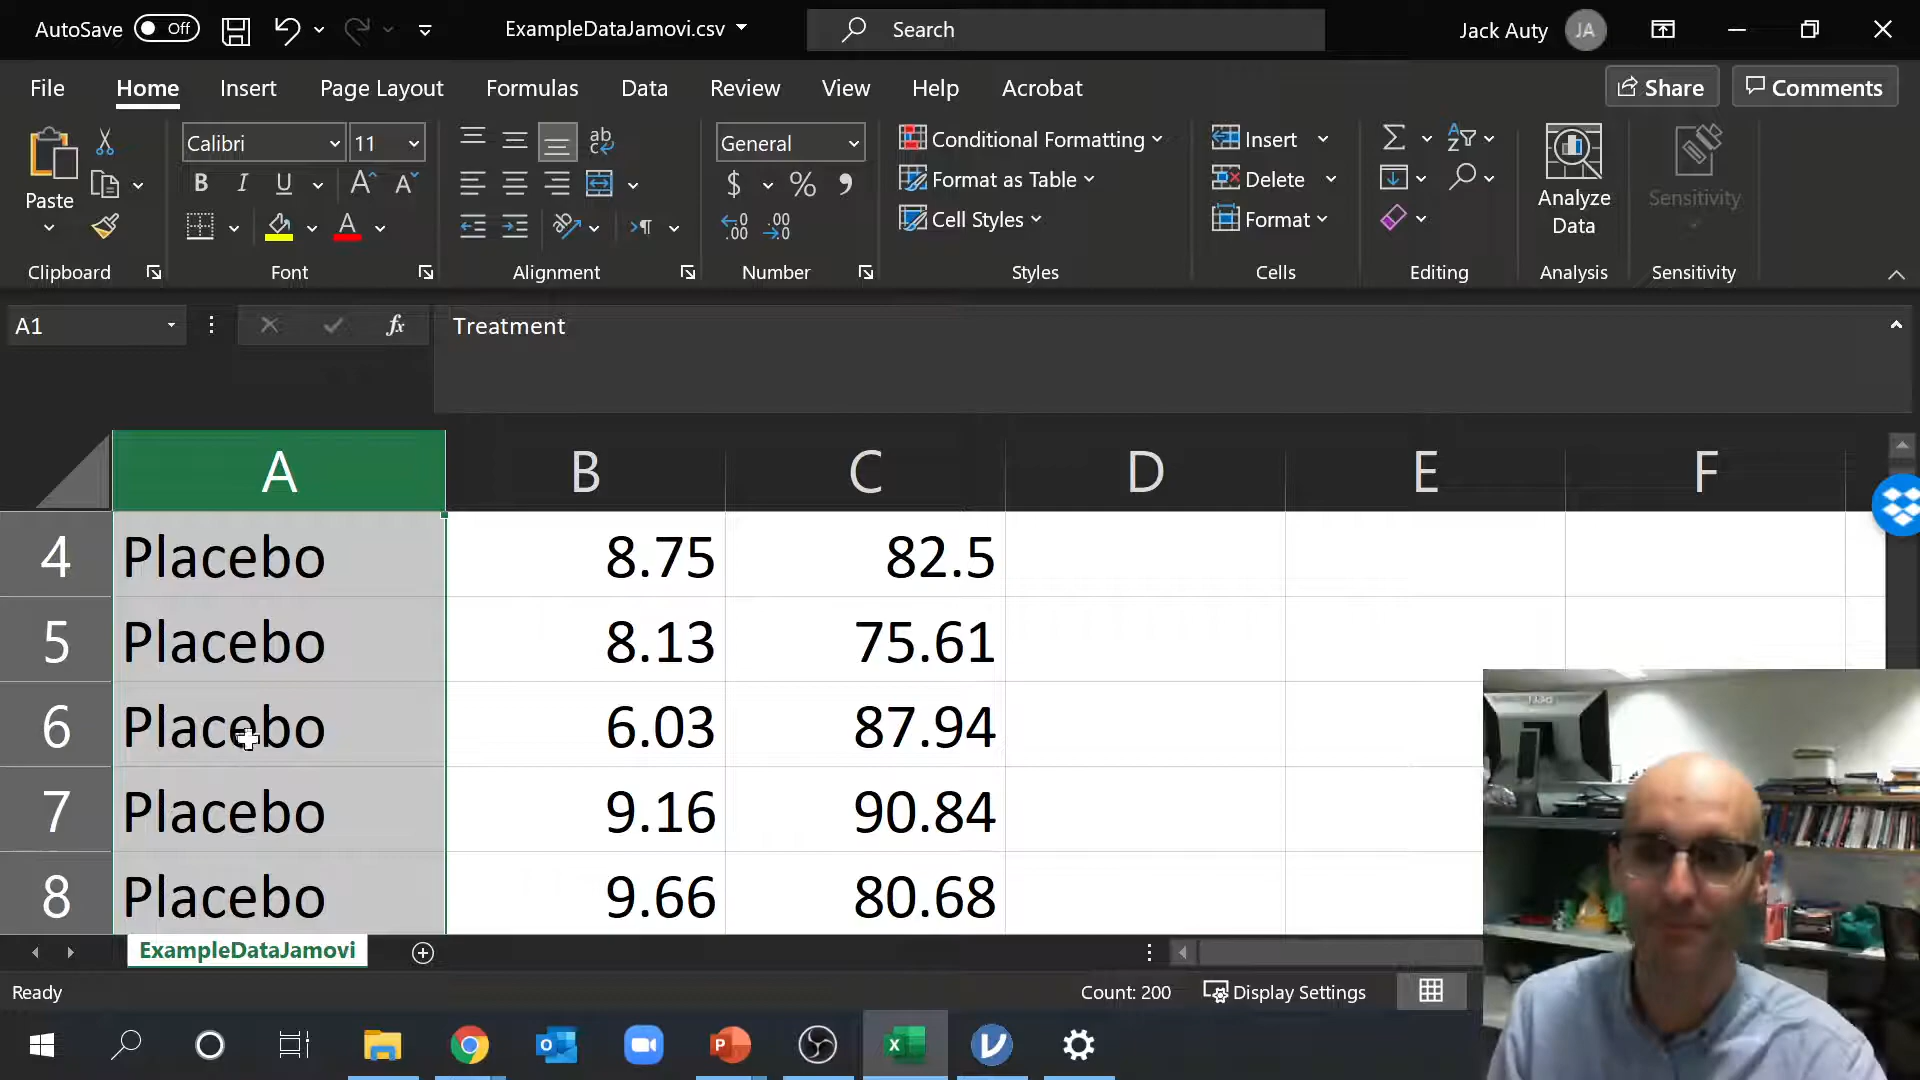 AutoSave Off ExampleDataJamovi.csv Search Jack Auty JA
File Home Insert Page Layout Formulas Data Review View Help Acrobat Share Comments
Paste Calibri 11 General Conditional Formatting Insert Analyze Data Sensitivity
Format as Table Delete
Cell Styles Format
Clipboard Font Alignment Number Styles Cells Editing Analysis Sensitivity
A1 fx Treatment
A B C D E F
4 Placebo 8.75 82.5
5 Placebo 8.13 75.61
6 Placebo 6.03 87.94
7 Placebo 9.16 90.84
8 Placebo 9.66 80.68
ExampleDataJamovi
Ready Count: 200 Display Settings